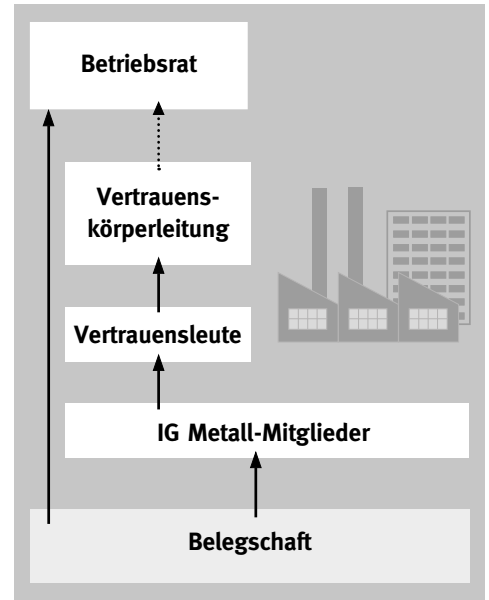 Betriebsrat
Vertrauens-
körperleitung
Vertrauensleute
IG Metall-Mitglieder
Belegschaft